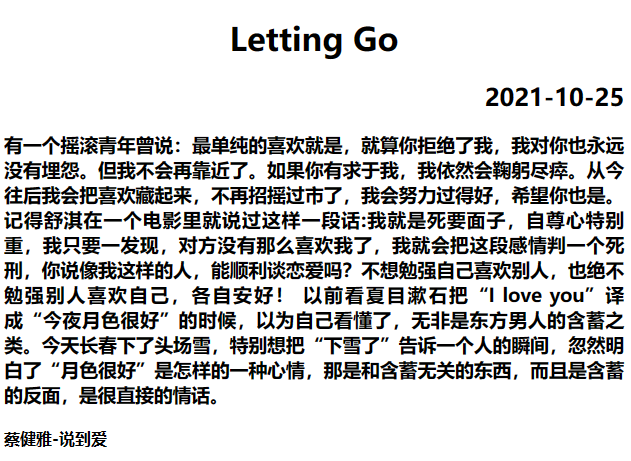 Letting Go
2021-10-25
有一个摇滚青年曾说：最单纯的喜欢就是，就算你拒绝了我，我对你也永远
没有埋怨。但我不会再靠近了。如果你有求于我，我依然会鞠躬尽瘁。从今
往后我会把喜欢藏起来，不再招摇过市了，我会努力过得好，希望你也是。
记得舒淇在一个电影里就说过这样一段话:我就是死要面子，自尊心特别
重，我只要一发现，对方没有那么喜欢我了，我就会把这段感情判一个死
刑，你说像我这样的人，能顺利谈恋爱吗？不想勉强自己喜欢别人，也绝不
勉强别人喜欢自己，各自安好！ 以前看夏目漱石把“I love you”译
成“今夜月色很好”的时候，以为自己看懂了，无非是东方男人的含蓄之
类。今天长春下了头场雪，特别想把“下雪了”告诉一个人的瞬间，忽然明
白了“月色很好”是怎样的一种心情，那是和含蓄无关的东西，而且是含蓄
的反面，是很直接的情话。
蔡健雅-说到爱